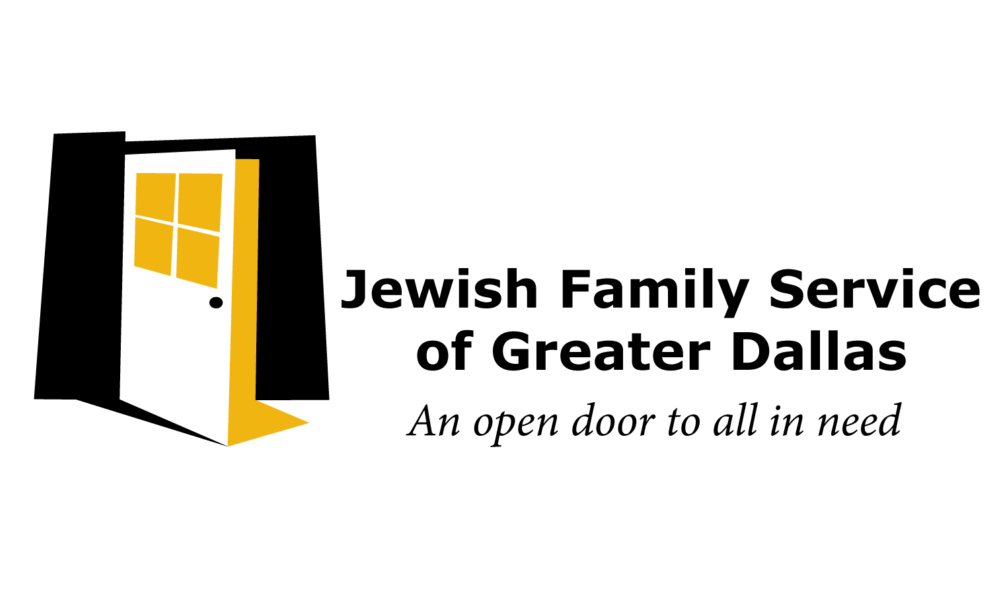 Jewish Family Service
of Greater Dallas
An open door to all in need